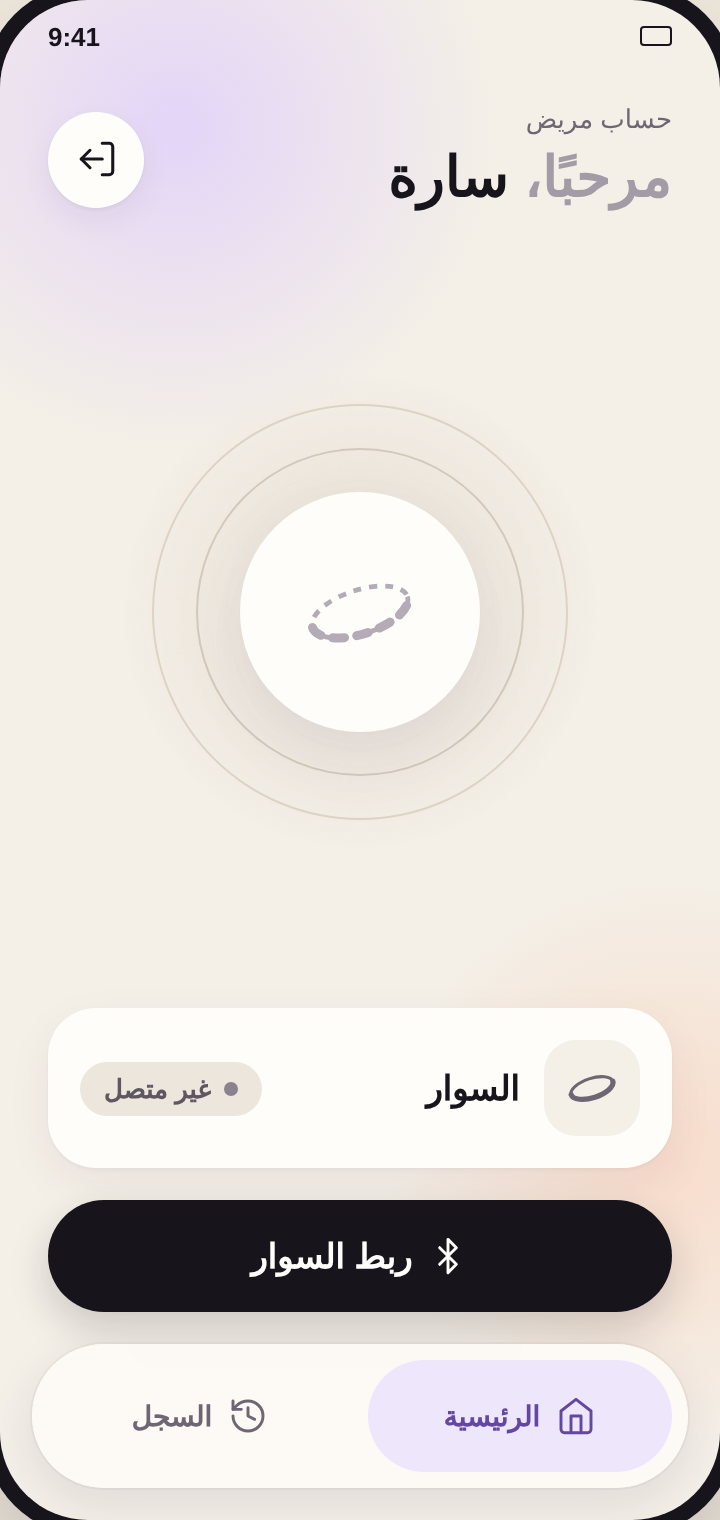 9:41
حساب مريض
مرحبًا، سارة
السوار
غير متصل
ربط السوار
الرئيسية
السجل